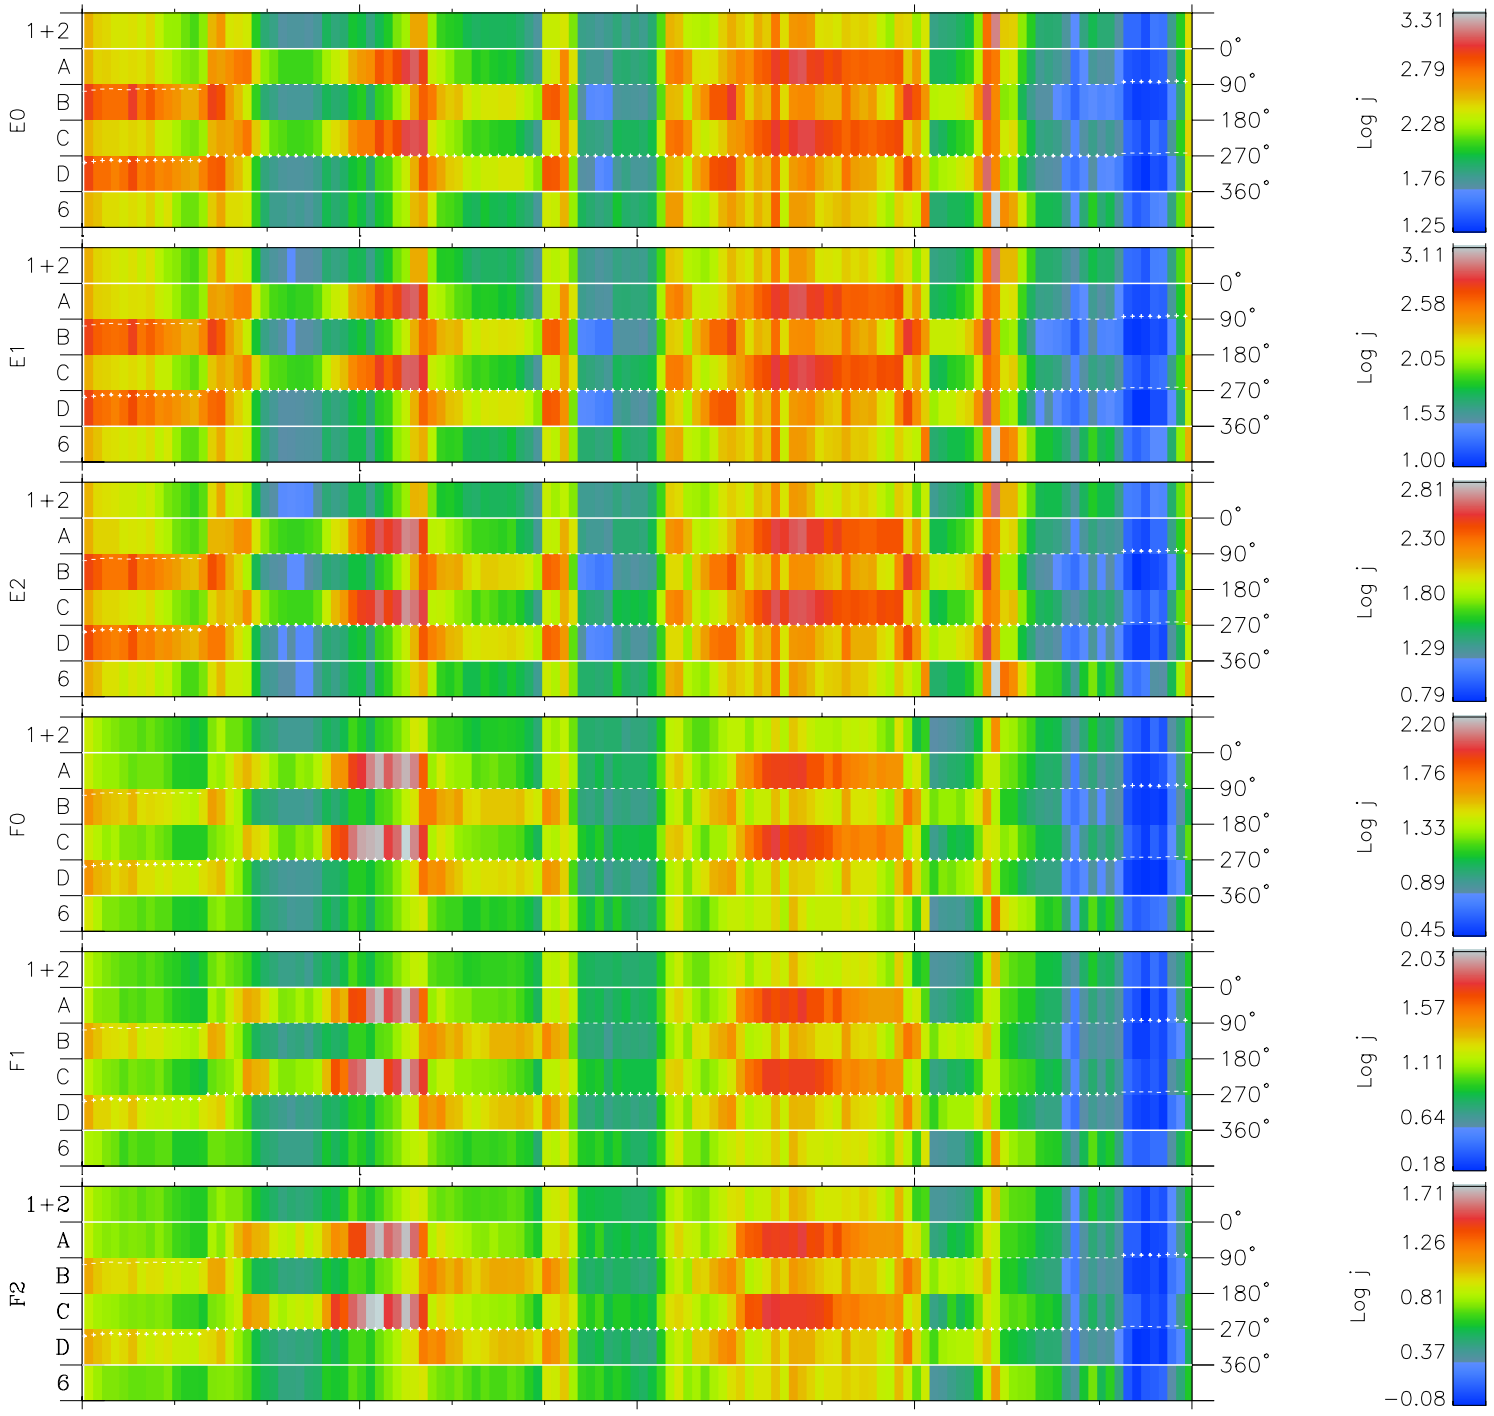 E0
1+2
A
B
C
D
6
0°
90°
180°
270°
360°
Log j
3.31
2.79
2.28
1.76
1.25
E1
1+2
A
B
C
D
6
0°
90°
180°
270°
360°
Log j
3.11
2.58
2.05
1.53
1.00
E2
1+2
A
B
C
D
6
0°
90°
180°
270°
360°
Log j
2.81
2.30
1.80
1.29
0.79
F0
1+2
A
B
C
D
6
0°
90°
180°
270°
360°
Log j
2.20
1.76
1.33
0.89
0.45
F1
1+2
A
B
C
D
6
0°
90°
180°
270°
360°
Log j
2.03
1.57
1.11
0.64
0.18
F2
1+2
A
B
C
D
6
0°
90°
180°
270°
360°
Log j
1.71
1.26
0.81
0.37
−0.08